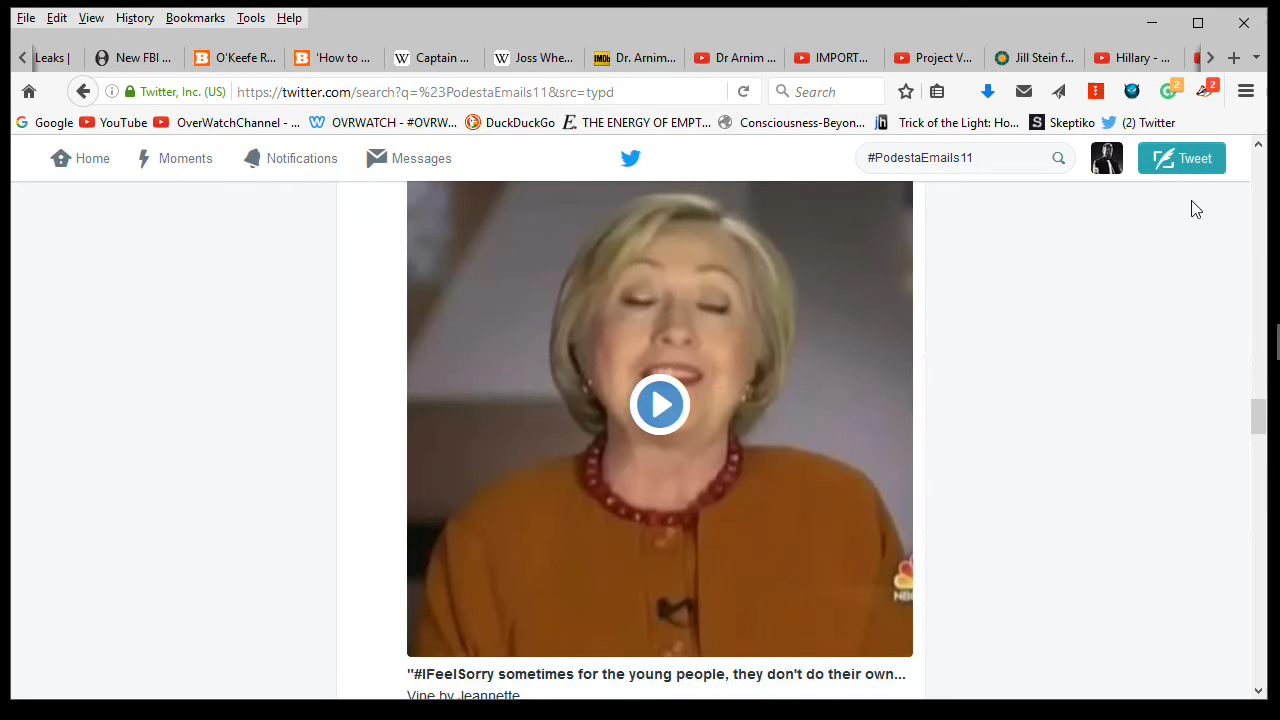 File Edit View History Bookmarks Tools Help
Leaks | New FBI ... O'Keefe R... 'How to ... Captain ... Joss Whe... IMDb Dr. Arnim... Dr Arnim ... IMPORT... Project V... Jill Stein f... Hillary - ...
Twitter, Inc. (US) https://twitter.com/search?q=%23PodestaEmails11&src=typd Search 2 2
Google YouTube OverWatchChannel - ... OVRWATCH - #OVRW... DuckDuckGo THE ENERGY OF EMPT... Consciousness-Beyon... Trick of the Light: Ho... Skeptiko (2) Twitter
Home Moments Notifications Messages #PodestaEmails11 Tweet
NBC
"#IFeelSorry sometimes for the young people, they don't do their own...
Vine by Jeannette